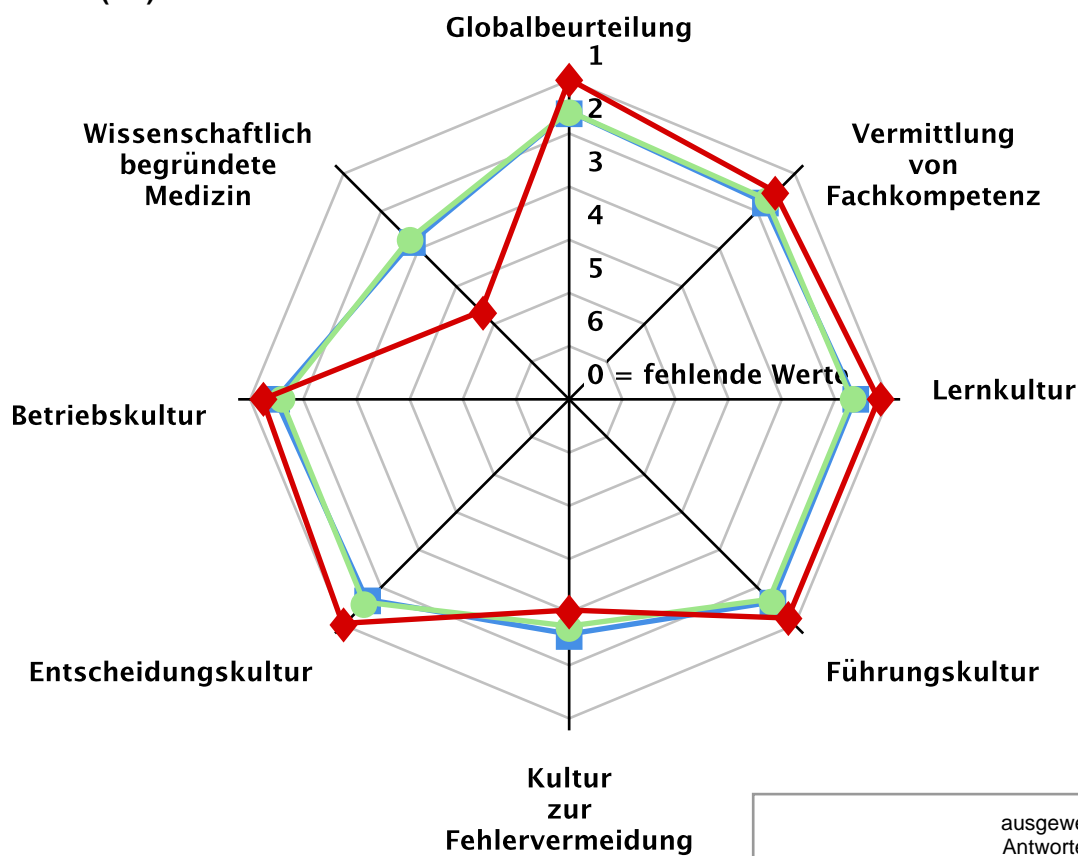 Globalbeurteilung
1
2
3
4
5
6
0 = fehlende Werte
Vermittlung
von
Fachkompetenz
Lernkultur
Führungskultur
Kultur
zur
Fehlervermeidung
Entscheidungskultur
Betriebskultur
Wissenschaftlich
begründete
Medizin